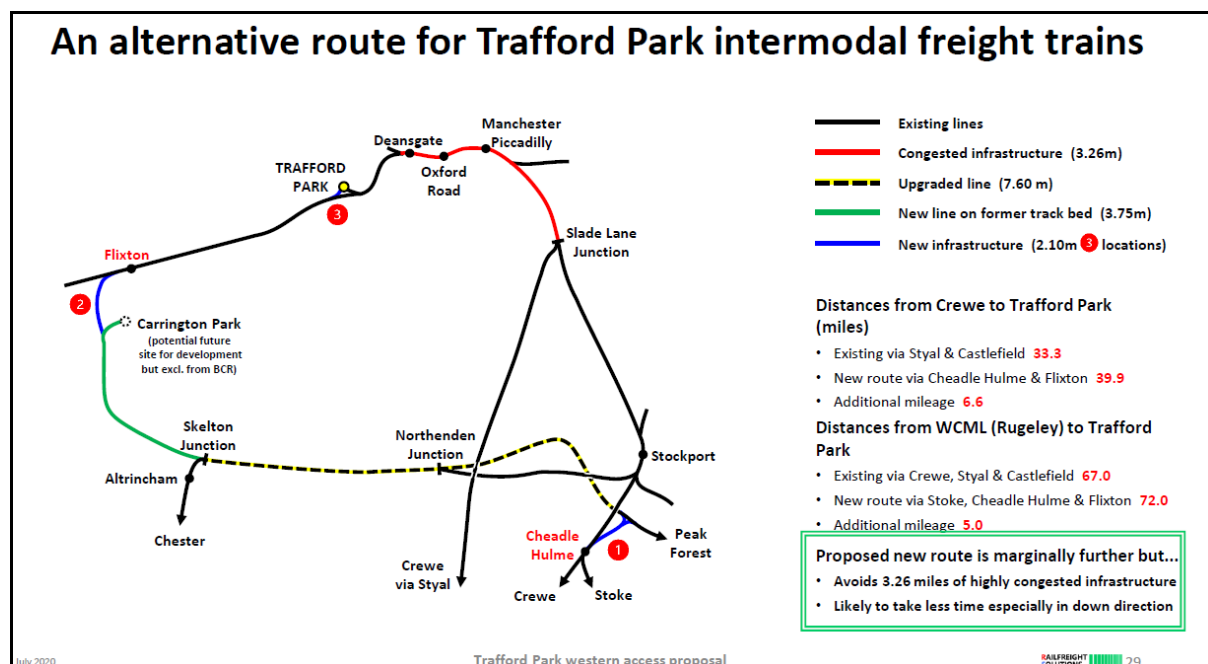 An alternative route for Trafford Park intermodal freight trains
Deansgate
Manchester
Piccadilly
TRAFFORD
PARK
Oxford
Road
3
Slade Lane
Junction
Flixton
2
Carrington Park
(potential future
site for development
but excl. from BCR)
Skelton
Junction
Northenden
Junction
Stockport
Altrincham
Chester
Cheadle
Hulme
1
Peak
Forest
Crewe
via Styal
Crewe
Stoke
Existing lines
Congested infrastructure (3.26m)
Upgraded line (7.60 m)
New line on former track bed (3.75m)
New infrastructure (2.10m 3 locations)
Distances from Crewe to Trafford Park
(miles)
• Existing via Styal & Castlefield 33.3
• New route via Cheadle Hulme & Flixton 39.9
• Additional mileage 6.6
Distances from WCML (Rugeley) to Trafford
Park
• Existing via Crewe, Styal & Castlefield 67.0
• New route via Stoke, Cheadle Hulme & Flixton 72.0
• Additional mileage 5.0
Proposed new route is marginally further but...
• Avoids 3.26 miles of highly congested infrastructure
• Likely to take less time especially in down direction
July 2020
Trafford Park western access proposal
RAILFREIGHT
SOLUTIONS
29